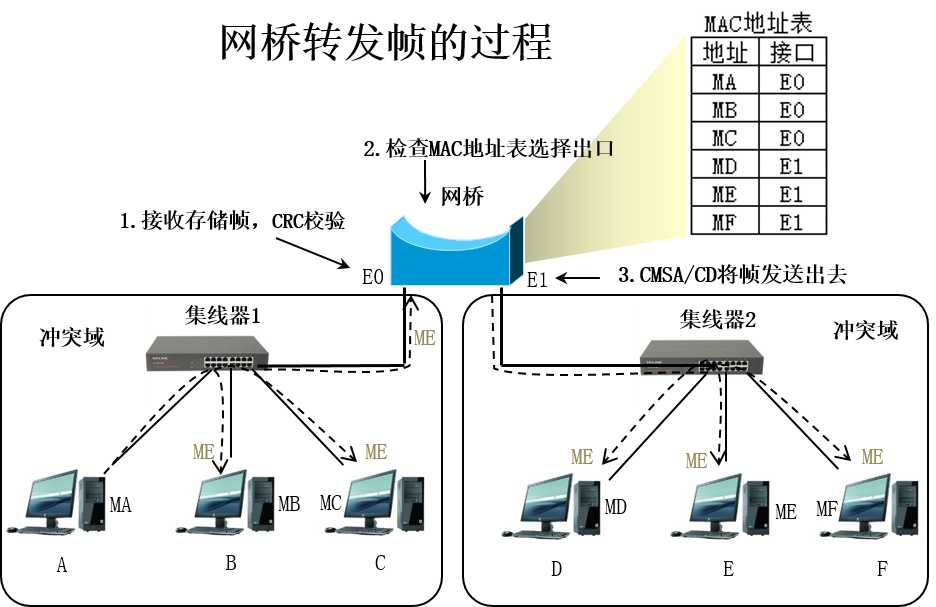 网桥转发帧的过程
MAC地址表
地址 接口
MA E0
MB E0
MC E0
MD E1
ME E1
MF E1
2.检查MAC地址表选择出口
网桥
1.接收存储帧，CRC校验
E0
E1
3.CMSA/CD将帧发送出去
冲突域
集线器1
ME
集线器2
冲突域
TP-LINK
TP-LINK
ME
ME
ME
ME
ME
MA
MB
MC
MD
ME
MF
A
B
C
D
E
F